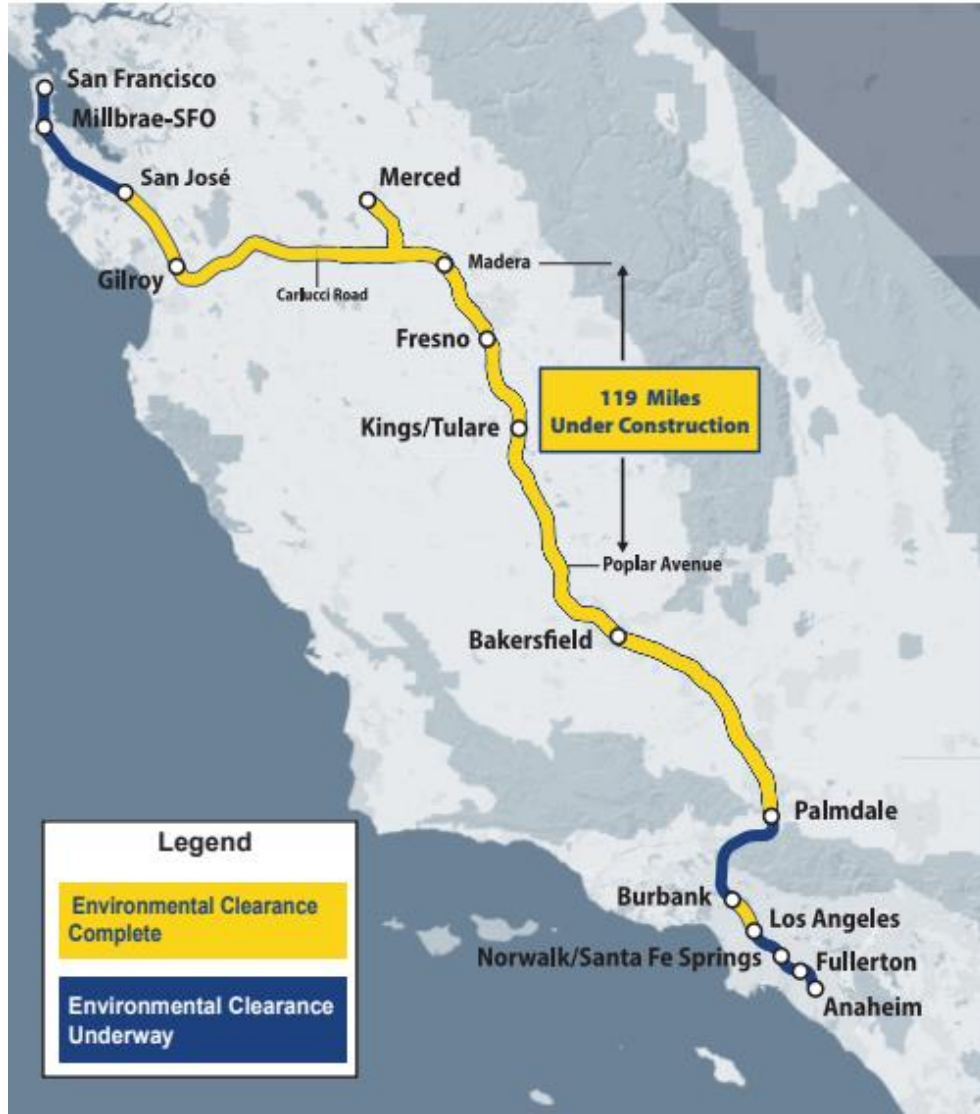 San Francisco
Millbrae-SFO
San José
Merced
Gilroy
Carlucci Road
Madera
Fresno
119 Miles
Under Construction
Kings/Tulare
Poplar Avenue
Bakersfield
Palmdale
Burbank
Los Angeles
Norwalk/Santa Fe Springs
Fullerton
Anaheim
Legend
Environmental Clearance
Complete
Environmental Clearance
Underway